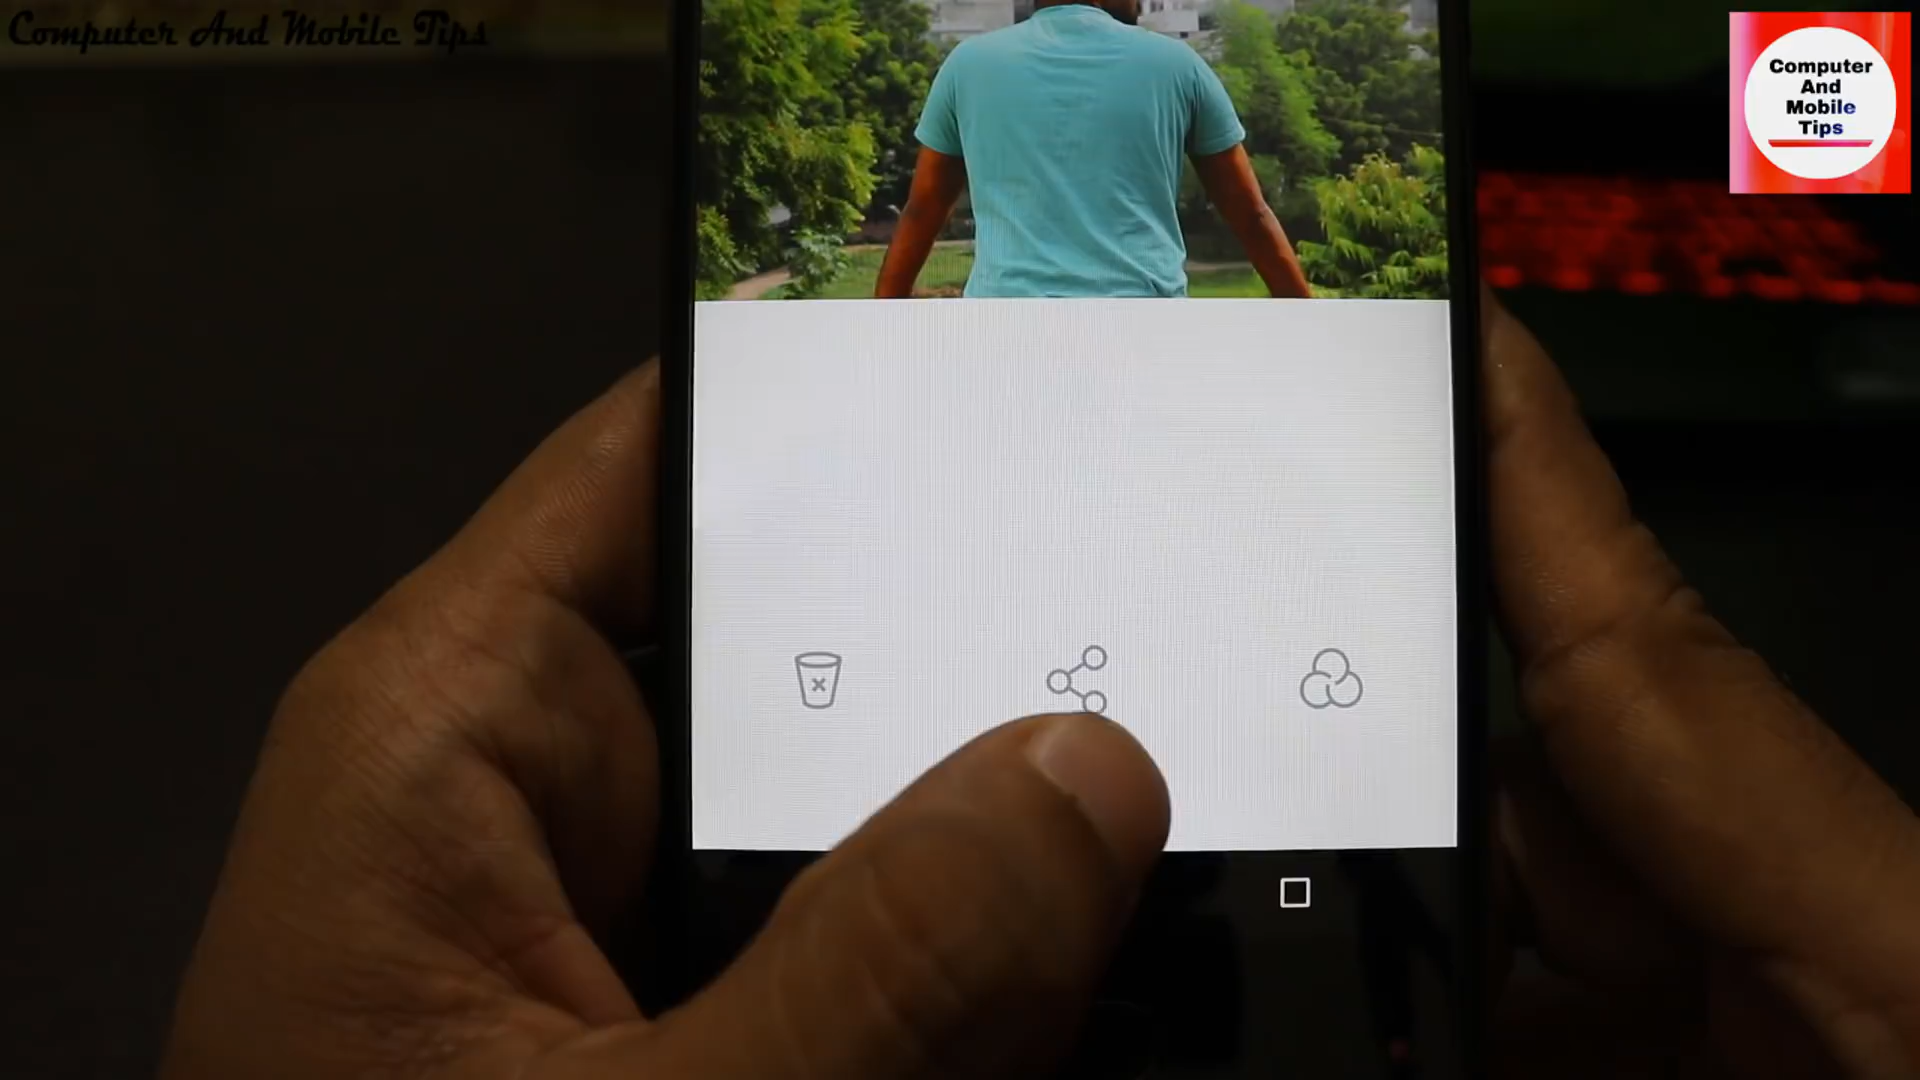 Computer And Mobile Tips
Computer
And
Mobile
Tips